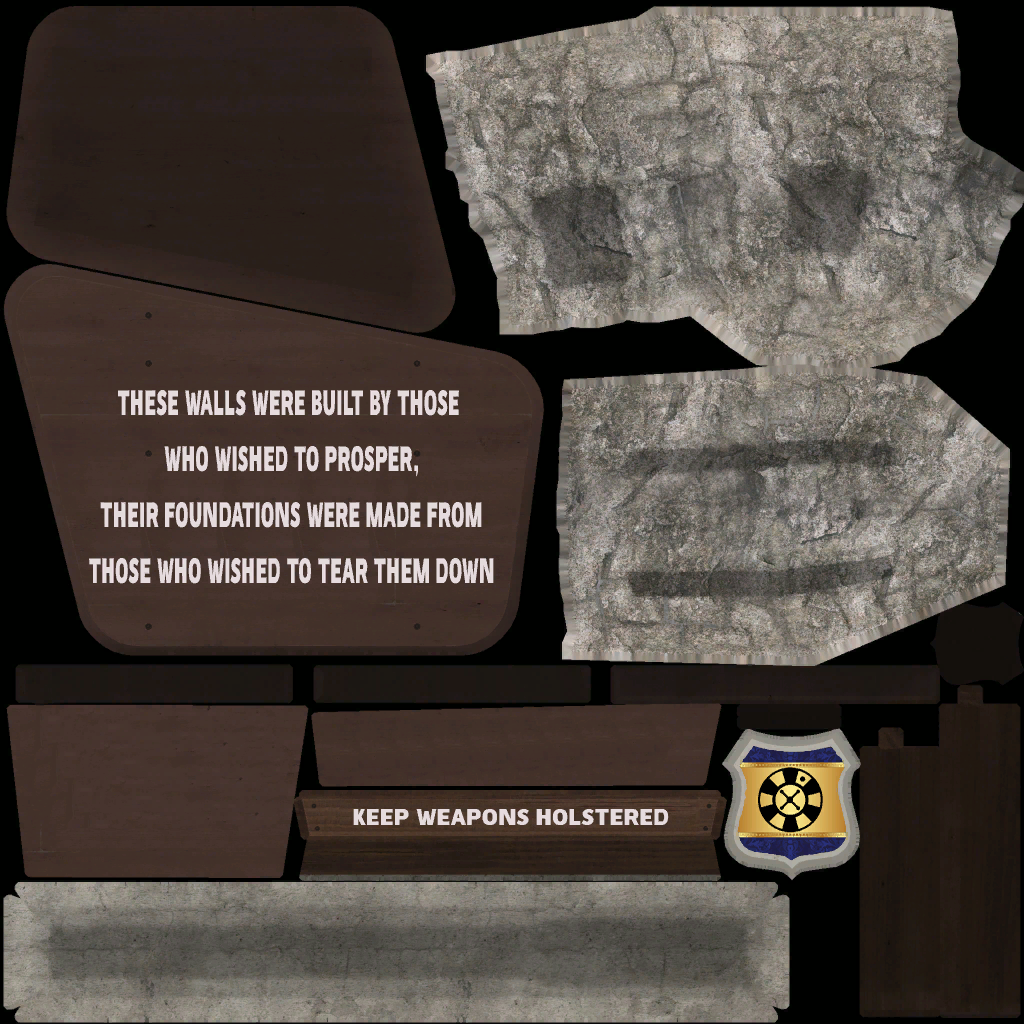 THESE WALLS WERE BUILT BY THOSE
WHO WISHED TO PROSPER,
THEIR FOUNDATIONS WERE MADE FROM
THOSE WHO WISHED TO TEAR THEM DOWN
KEEP WEAPONS HOLSTERED